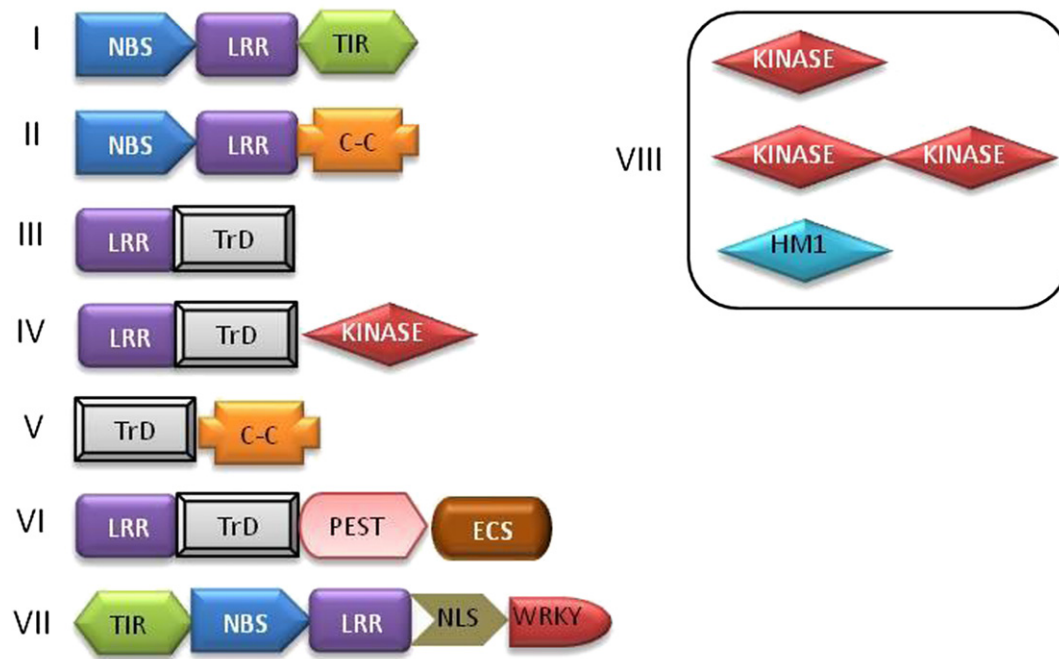 I NBS LRR TIR
II NBS LRR C-C
III LRR TrD
IV LRR TrD KINASE
V TrD C-C
VI LRR TrD PEST ECS
VII TIR NBS LRR NLS WRKY
VIII
KINASE
KINASE KINASE
HM1